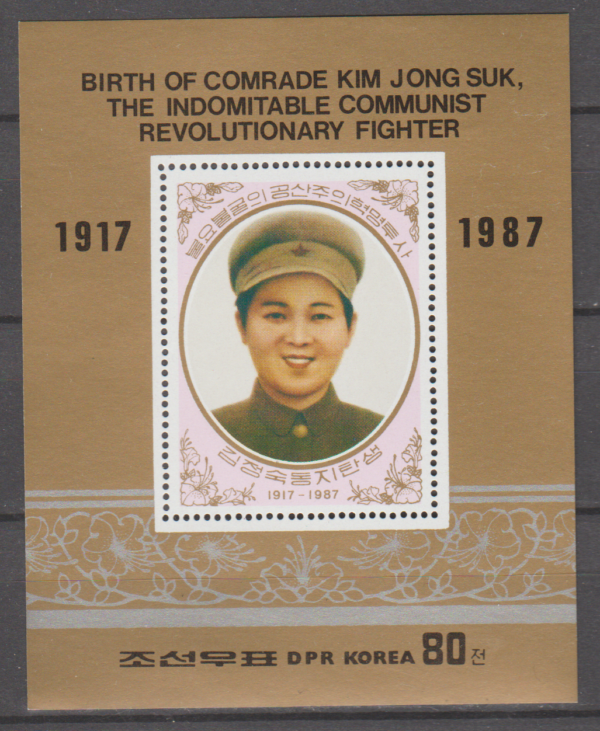 BIRTH OF COMRADE KIM JONG SUK,
THE INDOMITABLE COMMUNIST
REVOLUTIONARY FIGHTER
1917
1987
불요불굴의 공산주의혁명투사
김정숙동지탄생
1917-1987
조선우표 DPR KOREA 80전